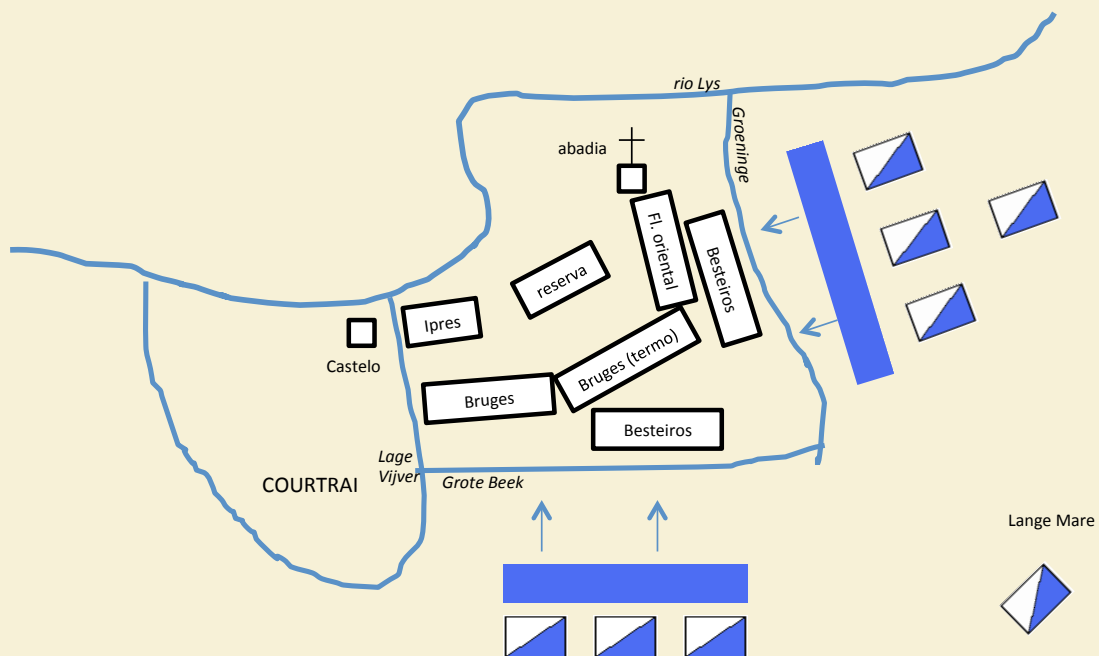 rio Lys
Groeninge
abadia
Fl. oriental
Besteiros
reserva
Ipres
Castelo
Bruges (termo)
Bruges
Besteiros
Lage
Vijver
Grote Beek
COURTRAI
Lange Mare